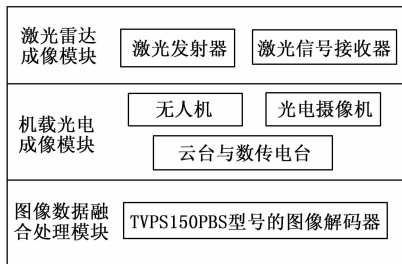 激光雷达
成像模块
激光发射器
激光信号接收器
机载光电
成像模块
无人机
光电摄像机
云台与数传电台
图像数据融
合处理模块
TVPS150PBS型号的图像解码器